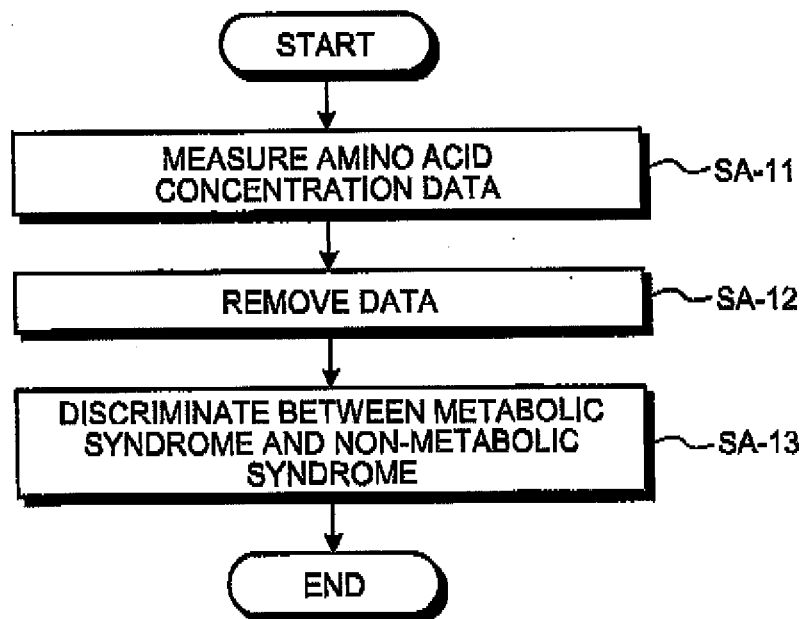 START
MEASURE AMINO ACID
CONCENTRATION DATA
SA-11
REMOVE DATA
SA-12
DISCRIMINATE BETWEEN METABOLIC
SYNDROME AND NON-METABOLIC
SYNDROME
SA-13
END